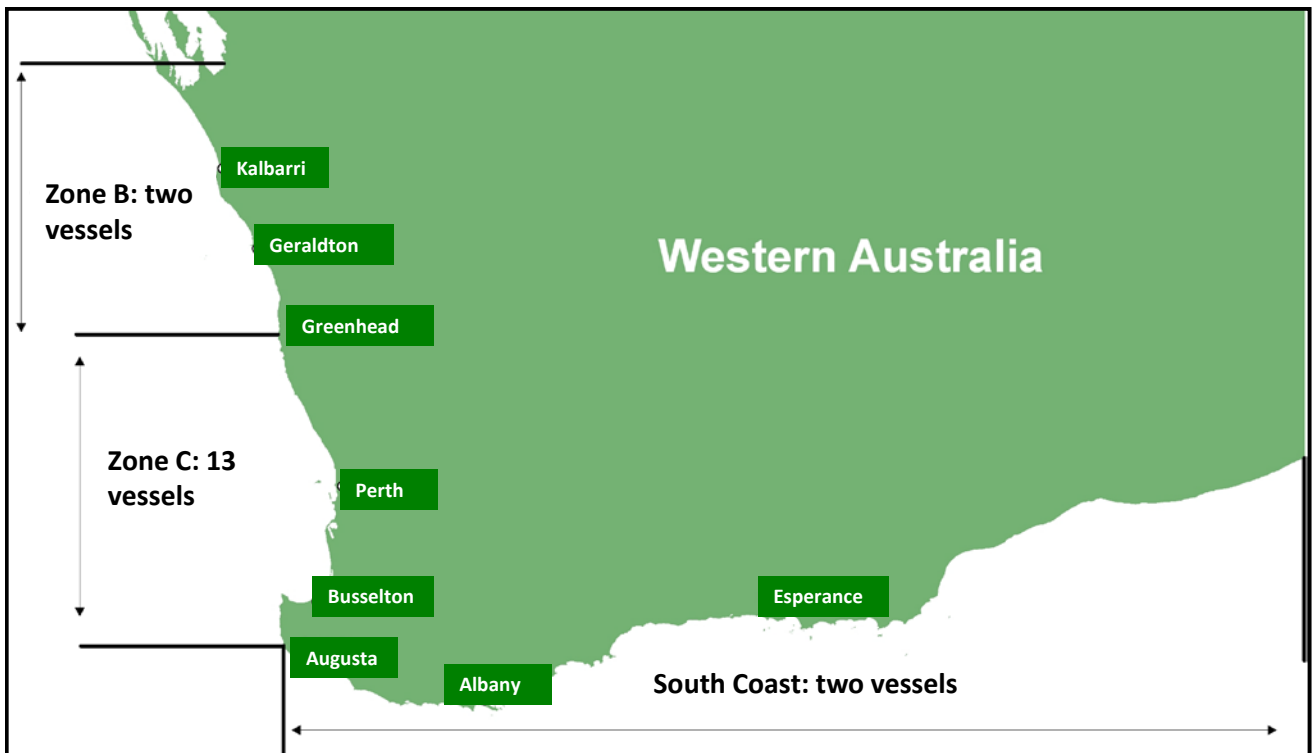 Kalbarri
Zone B: two
vessels
Geraldton
Western Australia
Greenhead
Zone C: 13
vessels
Perth
Busselton
Esperance
Augusta
Albany
South Coast: two vessels